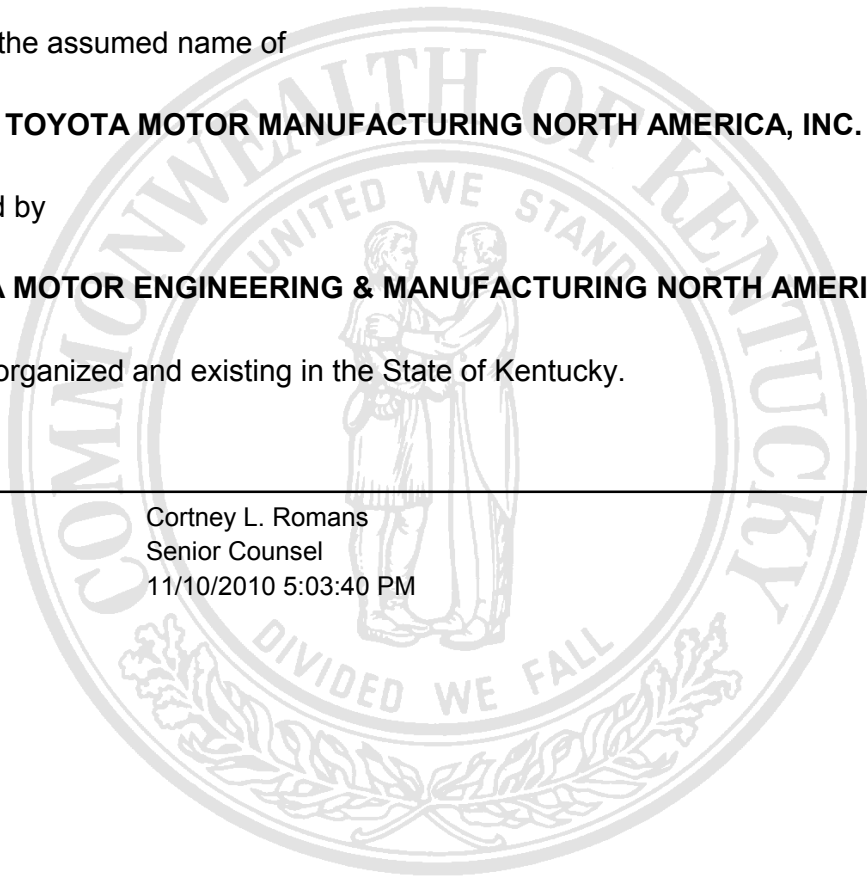 the assumed name of
TOYOTA MOTOR MANUFACTURING NORTH AMERICA, INC.
d by
A MOTOR ENGINEERING & MANUFACTURING NORTH AMERI
organized and existing in the State of Kentucky.
Cortney L. Romans
Senior Counsel
11/10/2010 5:03:40 PM
COMMONWEALTH OF KENTUCKY
UNITED WE STAND
DIVIDED WE FALL